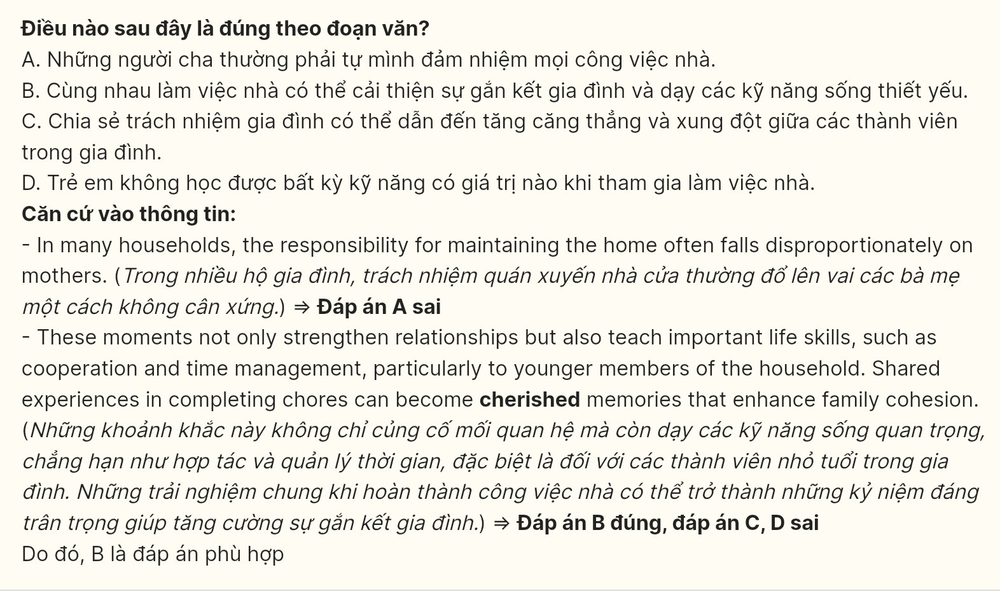 Điều nào sau đây là đúng theo đoạn văn?
A. Những người cha thường phải tự mình đảm nhiệm mọi công việc nhà.
B. Cùng nhau làm việc nhà có thể cải thiện sự gắn kết gia đình và dạy các kỹ năng sống thiết yếu.
C. Chia sẻ trách nhiệm gia đình có thể dẫn đến tăng căng thẳng và xung đột giữa các thành viên
trong gia đình.
D. Trẻ em không học được bất kỳ kỹ năng có giá trị nào khi tham gia làm việc nhà.
Căn cứ vào thông tin:
- In many households, the responsibility for maintaining the home often falls disproportionately on
mothers. (Trong nhiều hộ gia đình, trách nhiệm quán xuyến nhà cửa thường đổ lên vai các bà mẹ
một cách không cân xứng.) ⇒ Đáp án A sai
- These moments not only strengthen relationships but also teach important life skills, such as
cooperation and time management, particularly to younger members of the household. Shared
experiences in completing chores can become cherished memories that enhance family cohesion.
(Những khoảnh khắc này không chỉ củng cố mối quan hệ mà còn dạy các kỹ năng sống quan trọng,
chẳng hạn như hợp tác và quản lý thời gian, đặc biệt là đối với các thành viên nhỏ tuổi trong gia
đình. Những trải nghiệm chung khi hoàn thành công việc nhà có thể trở thành những kỷ niệm đáng
trân trọng giúp tăng cường sự gắn kết gia đình.) ⇒ Đáp án B đúng, đáp án C, D sai
Do đó, B là đáp án phù hợp